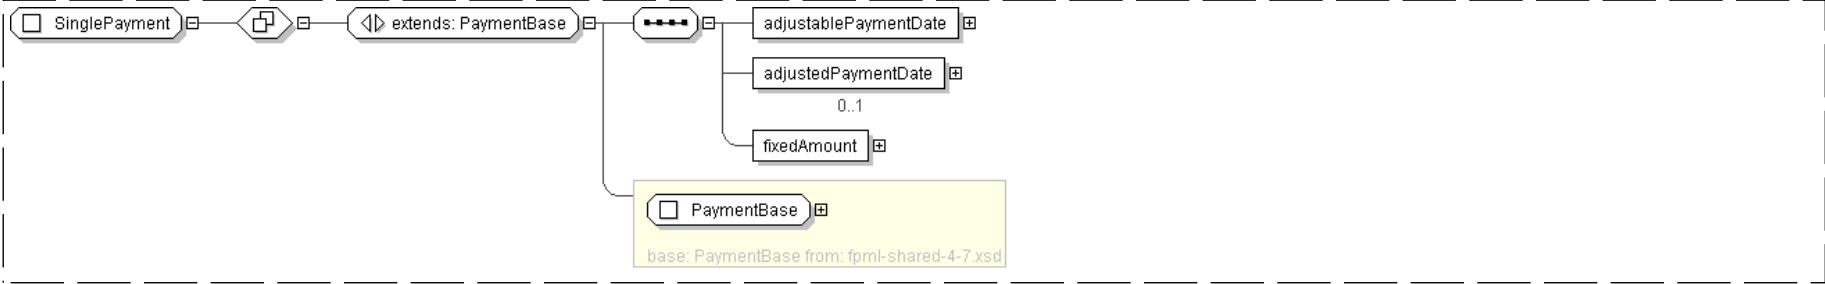 SinglePayment
extends: PaymentBase
adjustablePaymentDate
adjustedPaymentDate
0..1
fixedAmount
PaymentBase
base: PaymentBase from: fpml-shared-4-7.xsd